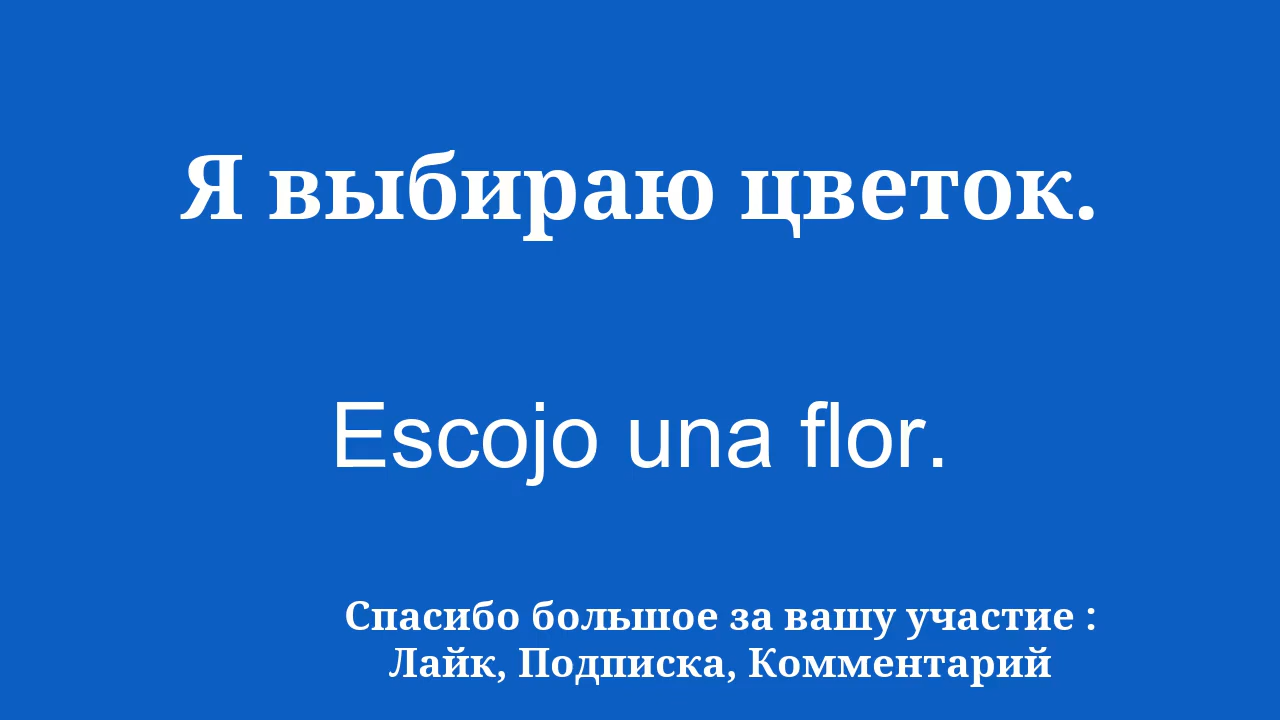 Я выбираю цветок.
Escojo una flor.
Спасибо большое за вашу участие :
Лайк, Подписка, Комментарий